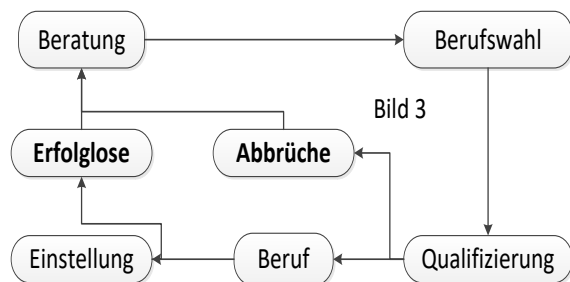 Beratung
Berufswahl
Bild 3
Erfolglose
Abbrüche
Einstellung
Beruf
Qualifizierung